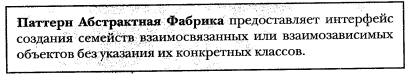 Паттерн Абстрактная Фабрика предоставляет интерфейс
создания семейств взаимосвязанных или взаимозависимых
объектов без указания их конкретных классов.